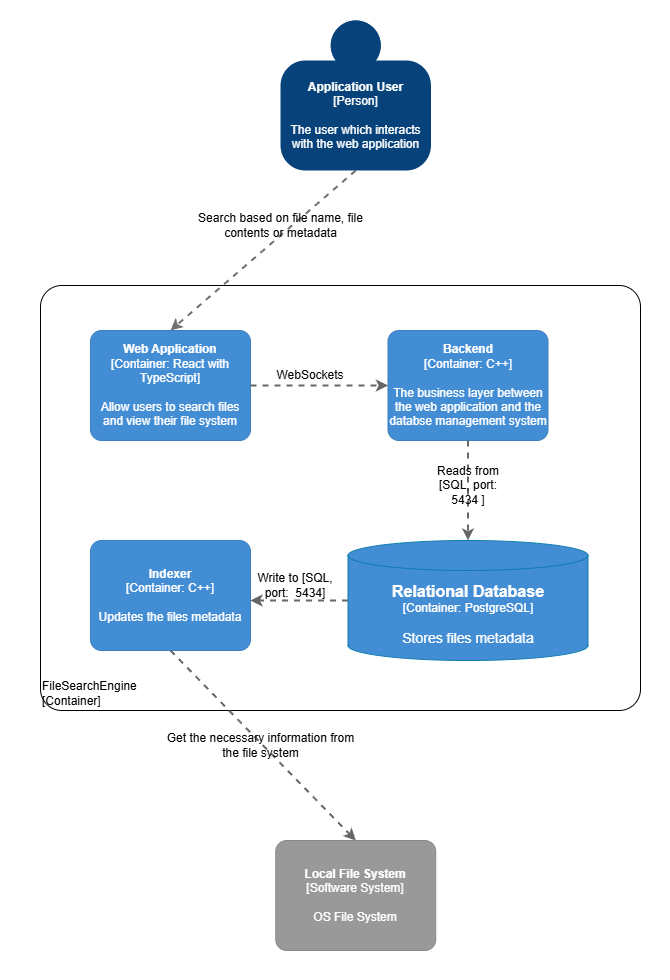 Application User
[Person]
The user which interacts
with the web application
Search based on file name, file
contents or metadata
Web Application
[Container: React with
TypeScript]
Allow users to search files
and view their file system
WebSockets
Backend
[Container: C++]
The business layer between
the web application and the
databse management system
Reads from
[SQL, port:
5434 ]
Indexer
[Container: C++]
Updates the files metadata
Write to [SQL,
port: 5434]
Relational Database
[Container: PostgreSQL]
Stores files metadata
FileSearchEngine
[Container]
Get the necessary information from
the file system
Local File System
[Software System]
OS File System